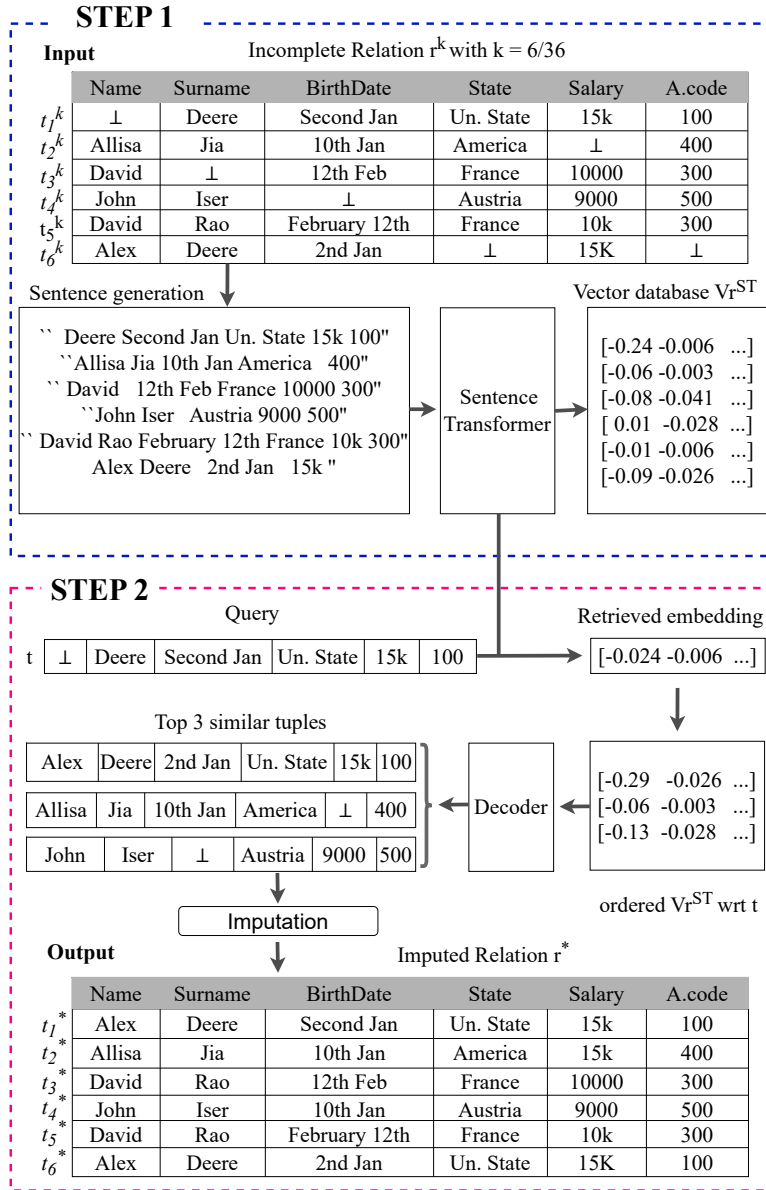 STEP 1
Input Incomplete Relation r^k with k = 6/36
Name Surname BirthDate State Salary A.code
t_1^k ⊥ Deere Second Jan Un. State 15k 100
t_2^k Allisa Jia 10th Jan America ⊥ 400
t_3^k David ⊥ 12th Feb France 10000 300
t_4^k John Iser ⊥ Austria 9000 500
t_5^k David Rao February 12th France 10k 300
t_6^k Alex Deere 2nd Jan ⊥ 15K ⊥
Sentence generation
`` Deere Second Jan Un. State 15k 100"
``Allisa Jia 10th Jan America 400"
`` David 12th Feb France 10000 300"
``John Iser Austria 9000 500"
`` David Rao February 12th France 10k 300"
Alex Deere 2nd Jan 15k "
Sentence
Transformer
Vector database Vr^ST
[-0.24 -0.006 ...]
[-0.06 -0.003 ...]
[-0.08 -0.041 ...]
[ 0.01 -0.028 ...]
[-0.01 -0.006 ...]
[-0.09 -0.026 ...]
STEP 2
Query
t ⊥ Deere Second Jan Un. State 15k 100
Retrieved embedding
[-0.024 -0.006 ...]
Top 3 similar tuples
Alex Deere 2nd Jan Un. State 15k 100
Allisa Jia 10th Jan America ⊥ 400
John Iser ⊥ Austria 9000 500
Decoder
[-0.29 -0.026 ...]
[-0.06 -0.003 ...]
[-0.13 -0.028 ...]
ordered Vr^ST wrt t
Imputation
Output Imputed Relation r^*
Name Surname BirthDate State Salary A.code
t_1^* Alex Deere Second Jan Un. State 15k 100
t_2^* Allisa Jia 10th Jan America 15k 400
t_3^* David Rao 12th Feb France 10000 300
t_4^* John Iser 10th Jan Austria 9000 500
t_5^* David Rao February 12th France 10k 300
t_6^* Alex Deere 2nd Jan Un. State 15K 100